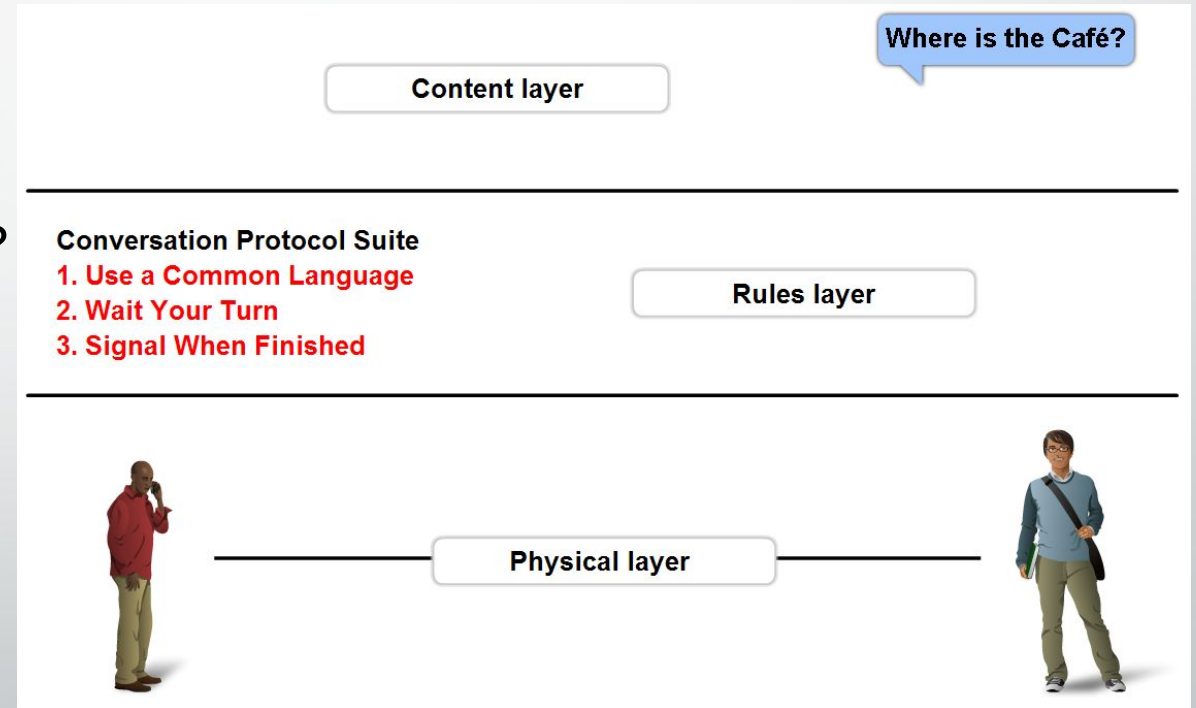 Where is the Café?
Content layer
Conversation Protocol Suite
1. Use a Common Language
2. Wait Your Turn
3. Signal When Finished
Rules layer
Physical layer